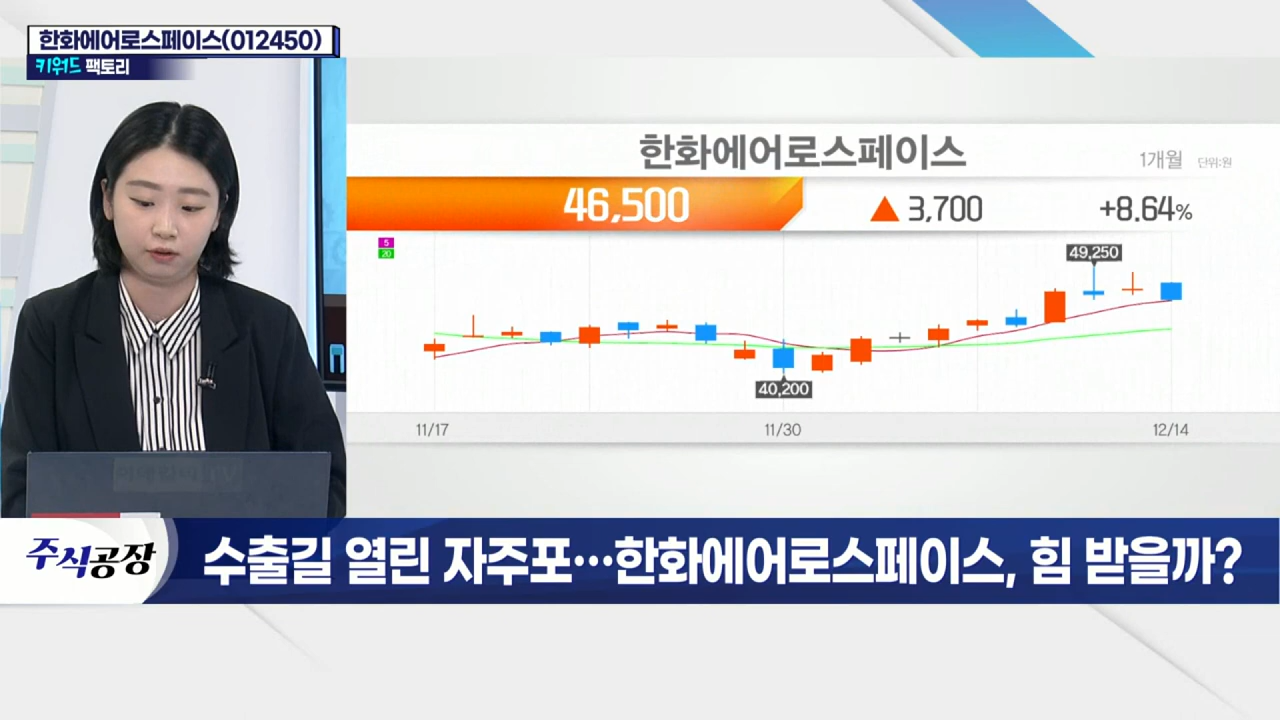 한화에어로스페이스(012450)
키워드 팩토리
한화에어로스페이스
1개월 단위:원
46,500 ▲ 3,700 +8.64%
5
20
49,250
40,200
11/17 11/30 12/14
주식공장
수출길 열린 자주포…한화에어로스페이스, 힘 받을까?